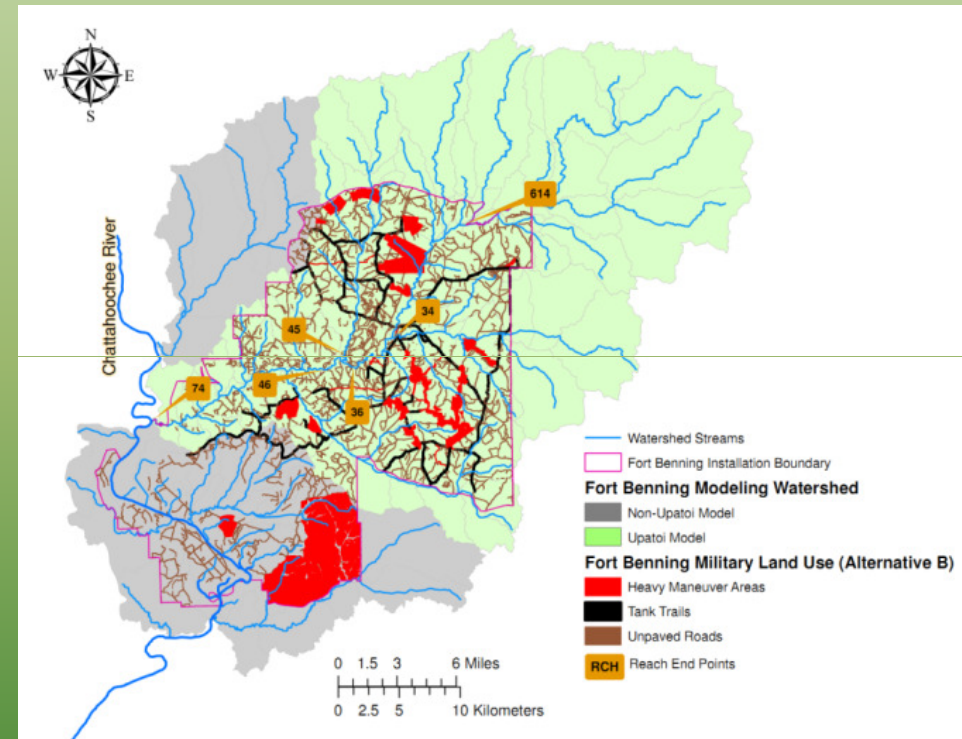 N
W E
S
614
Chattahoochee River
34
45
74
46
36
Watershed Streams
Fort Benning Installation Boundary
Fort Benning Modeling Watershed
Non-Upatoi Model
Upatoi Model
Fort Benning Military Land Use (Alternative B)
Heavy Maneuver Areas
Tank Trails
Unpaved Roads
RCH Reach End Points
0 1.5 3 6 Miles
0 2.5 5 10 Kilometers